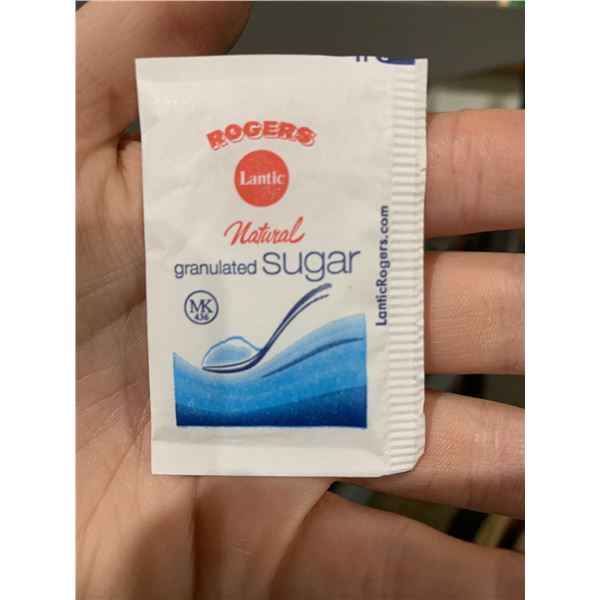 ROGERS
Lantic
Natural
granulated sugar
MK
436
LanticRogers.com